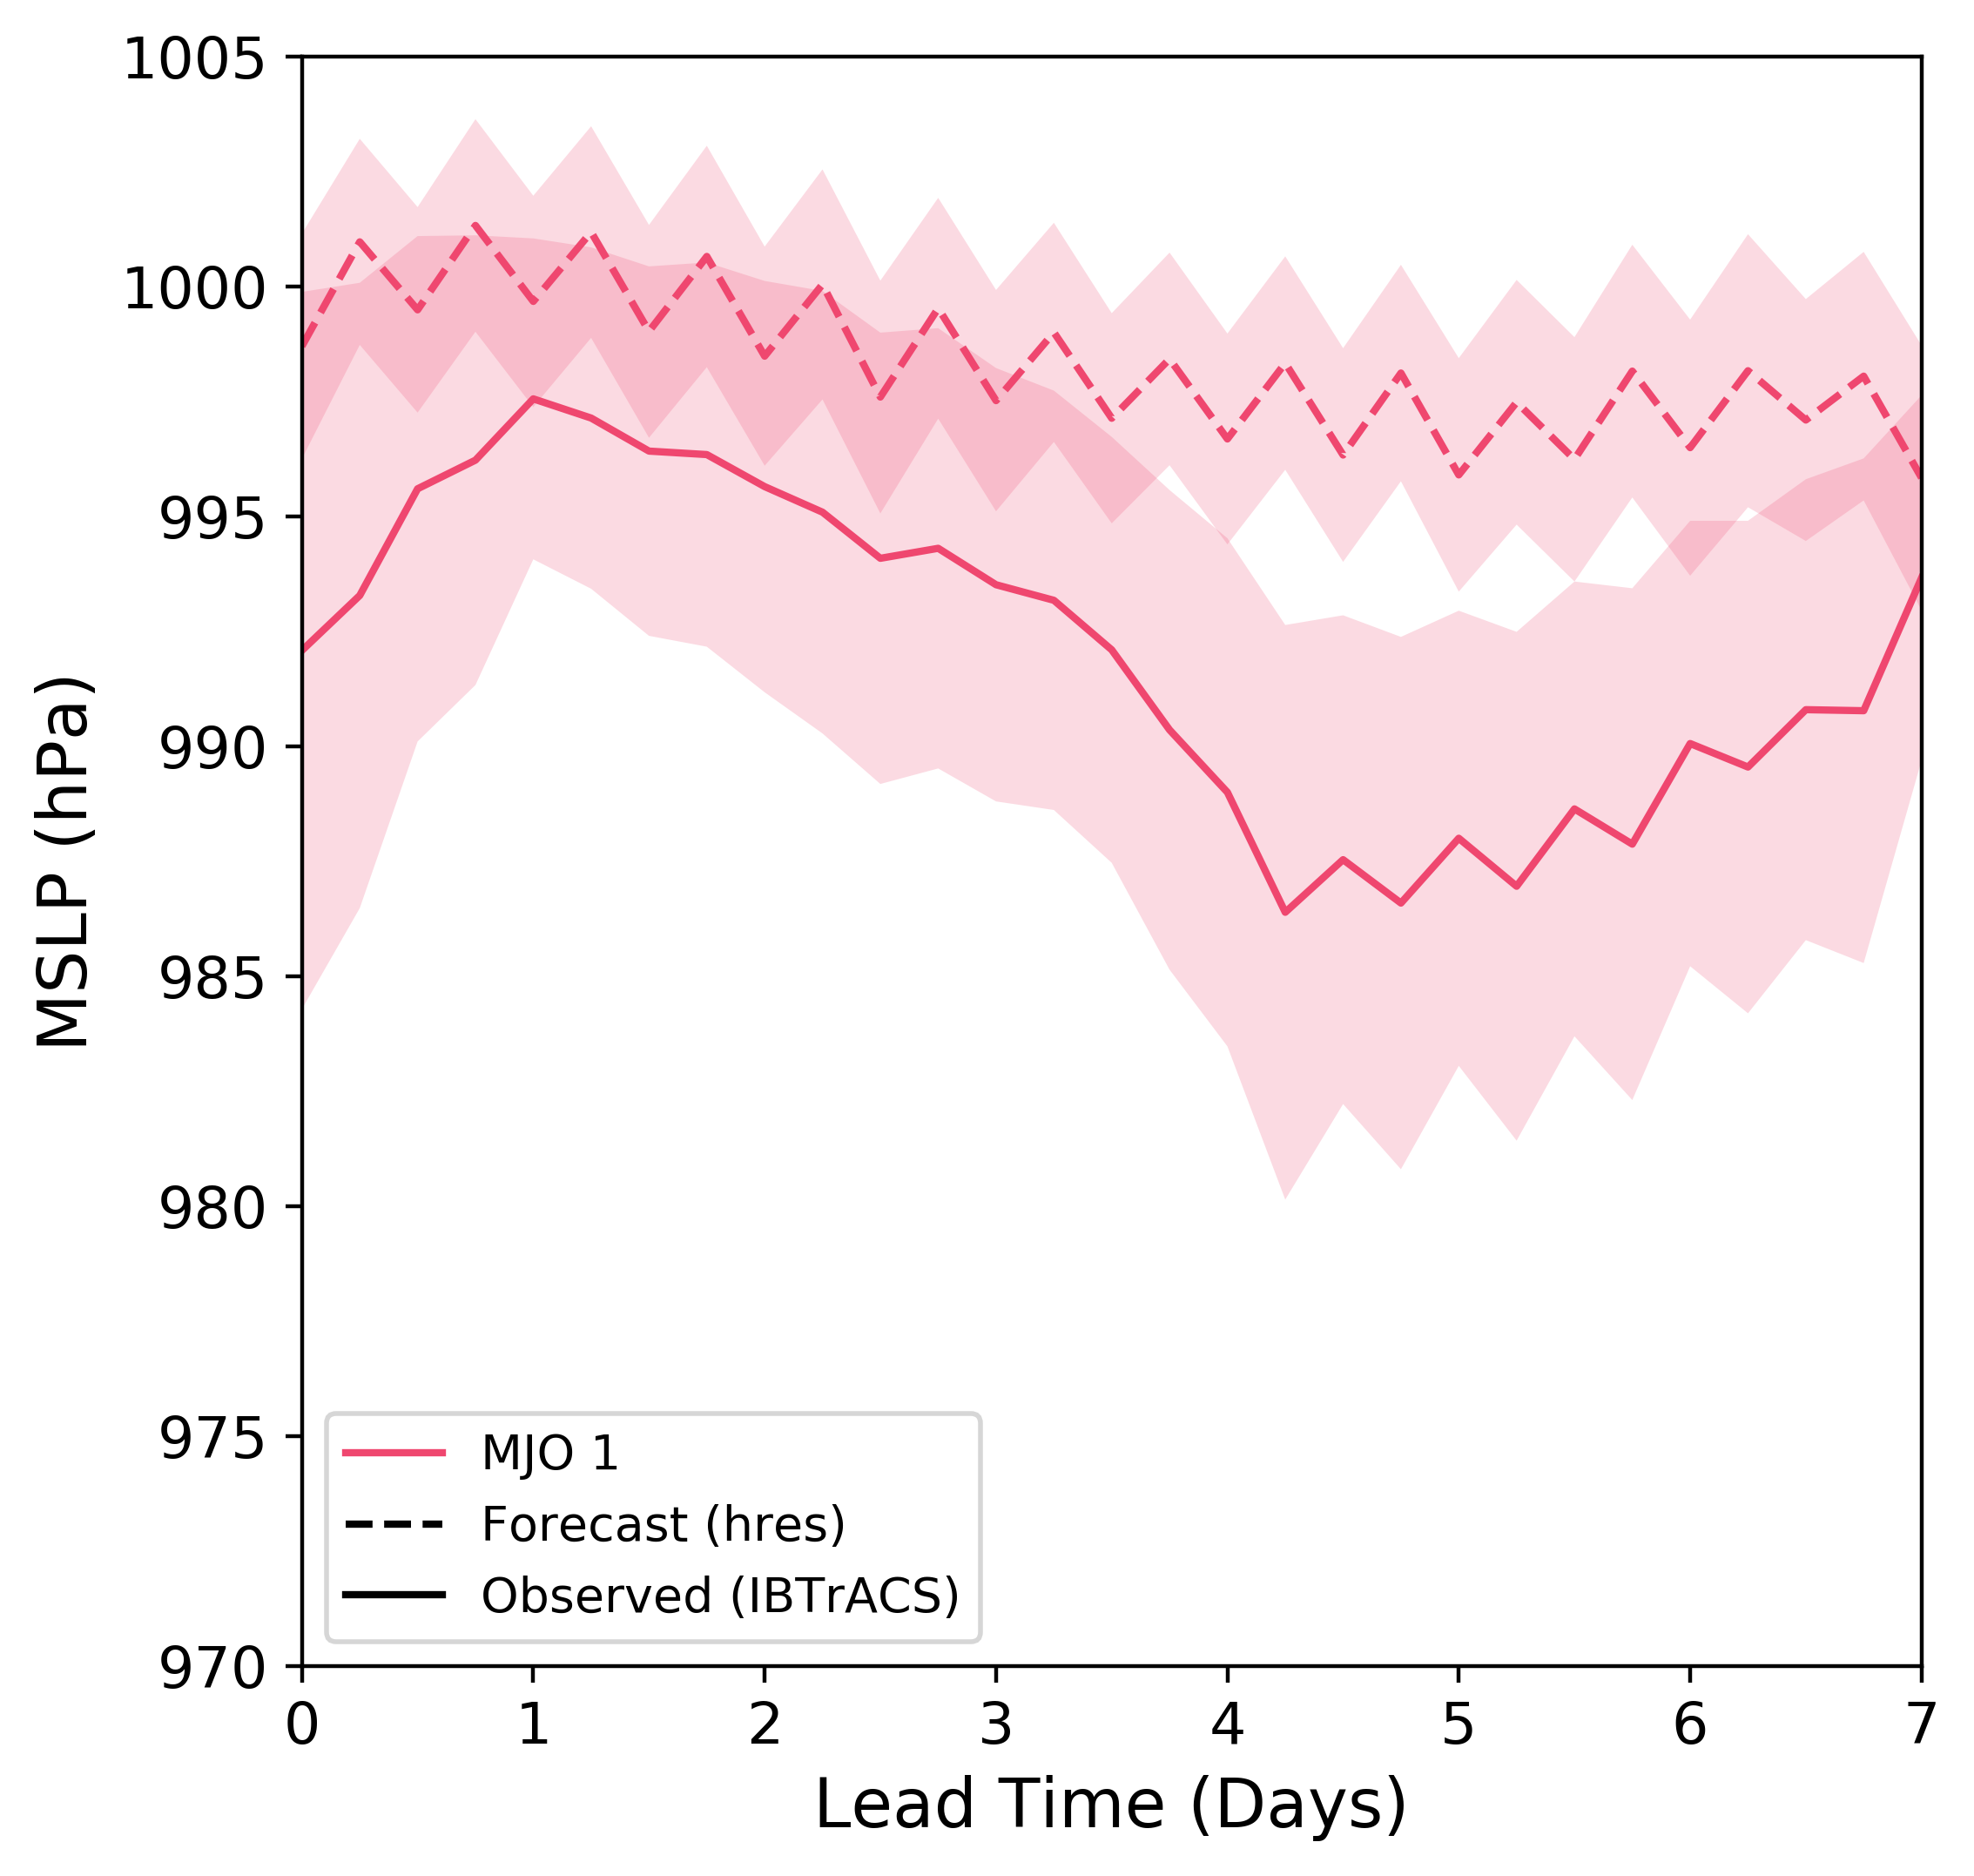 1005
1000
995
990
985
980
975
970
MSLP (hPa)
MJO 1
Forecast (hres)
Observed (IBTrACS)
0 1 2 3 4 5 6 7
Lead Time (Days)